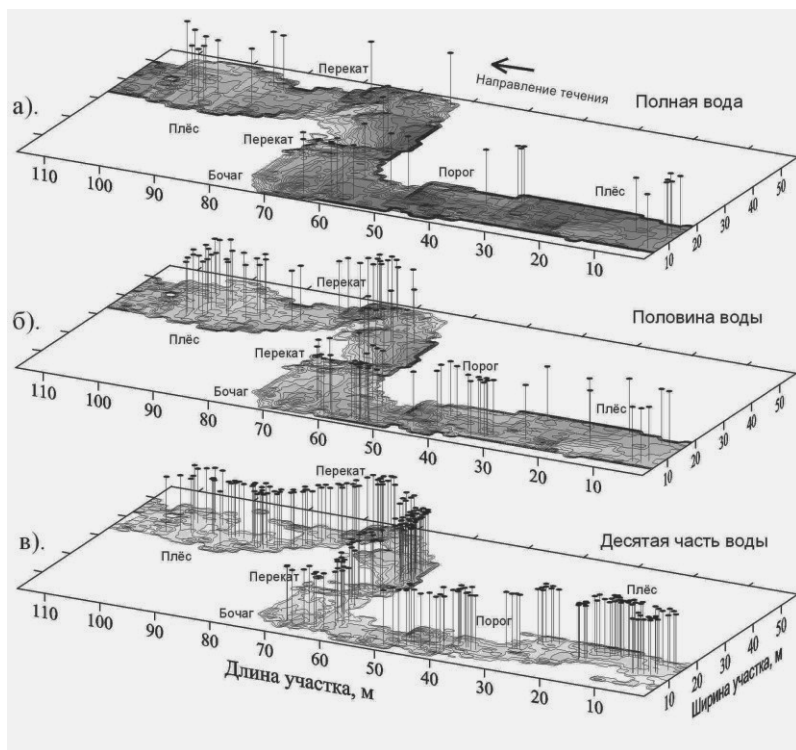 Перекат
Направление течения
Полная вода
а).
Плёс
Перекат
Бочаг
Порог
Плёс
110
100
90
80
70
60
50
40
30
20
10
10
20
30
40
50
Перекат
Половина воды
б).
Плёс
Перекат
Бочаг
Порог
Плёс
110
100
90
80
70
60
50
40
30
20
10
10
20
30
40
50
Перекат
Десятая часть воды
в).
Плёс
Перекат
Бочаг
Порог
Плёс
110
100
90
80
70
60
50
40
30
20
10
10
20
30
40
50
Длина участка, м
Ширина участка, м